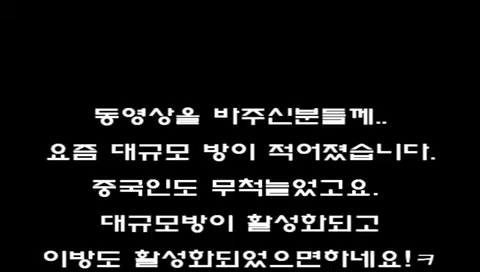 동영상을 바주신분들께..
요즘 대규모 방이 적어졌습니다.
중국인도 무척늘었고요.
대규모방이 활성화되고
이방도 활성화되었으면하네요!ㅋ